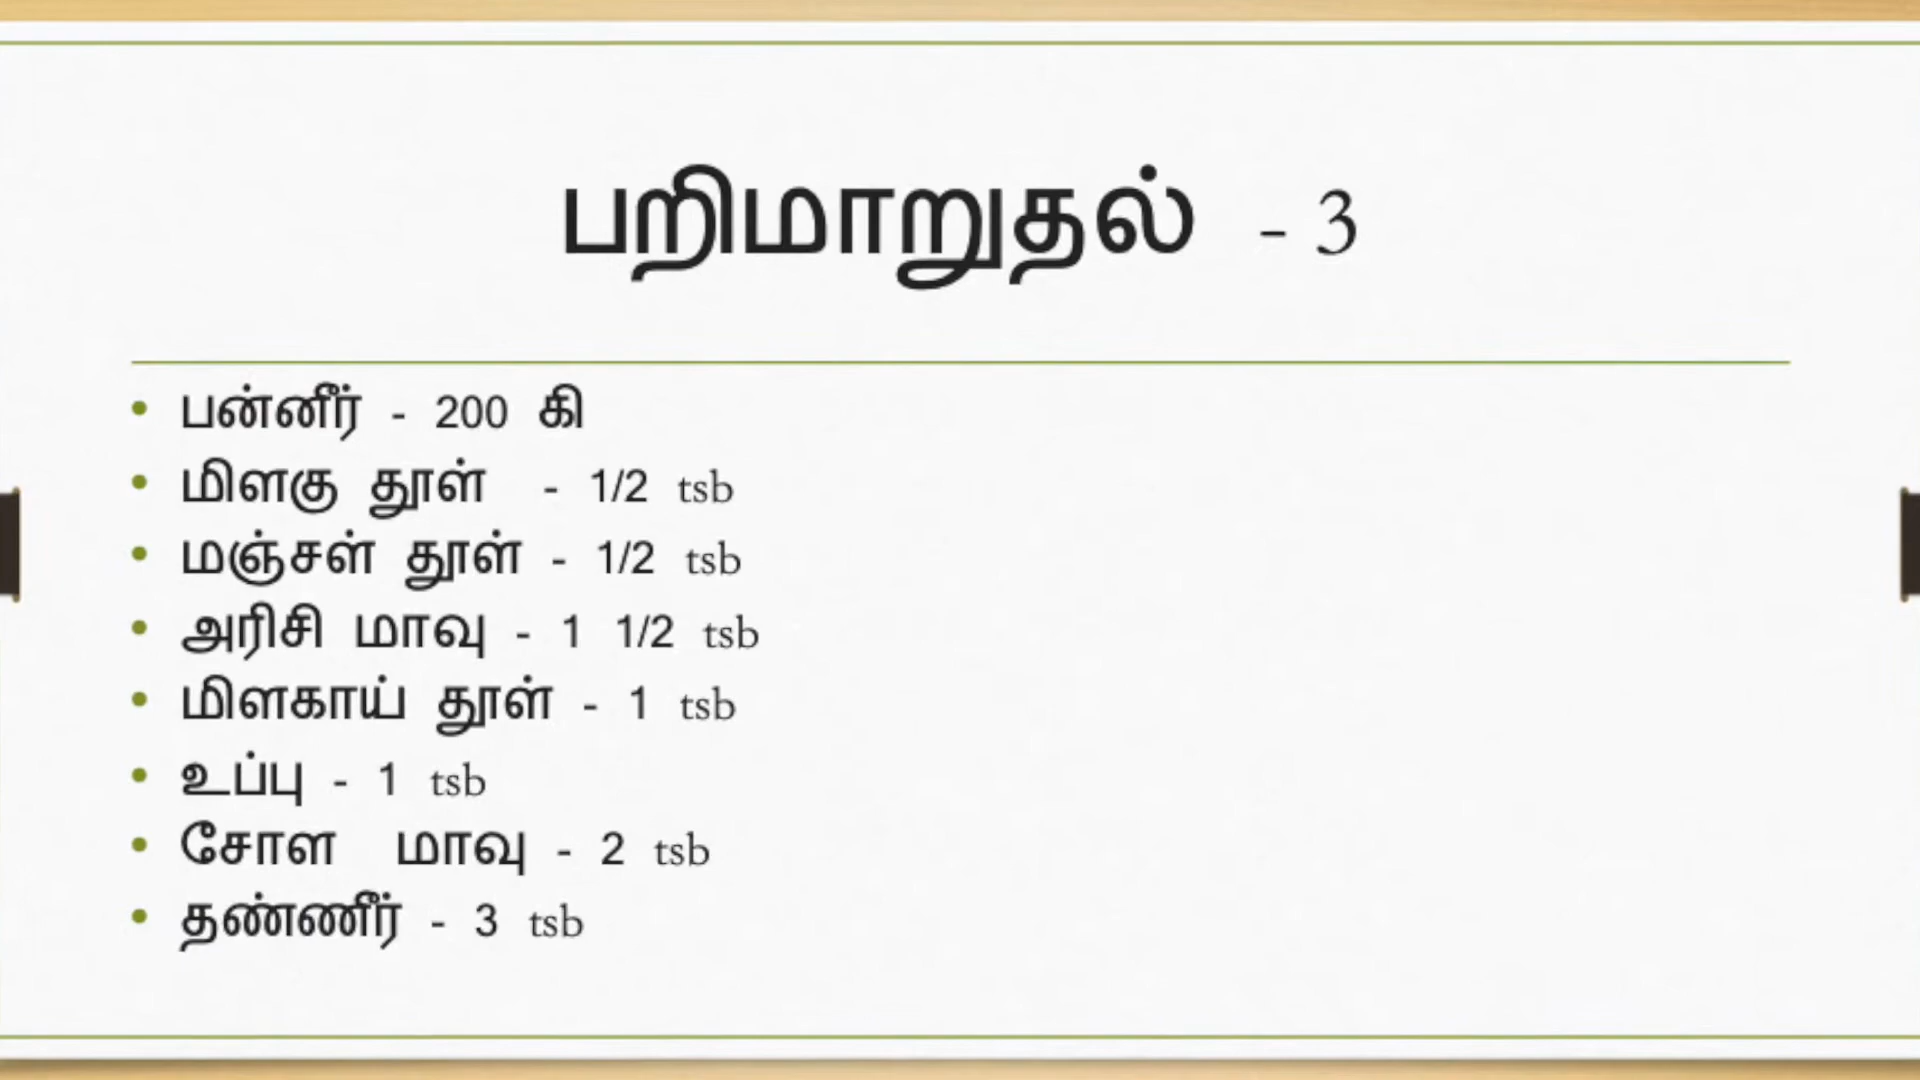 பறிமாறுதல் - 3
• பன்னீர் - 200 கி
• மிளகு தூள் - 1/2 tsb
• மஞ்சள் தூள் - 1/2 tsb
• அரிசி மாவு - 1 1/2 tsb
• மிளகாய் தூள் - 1 tsb
• உப்பு - 1 tsb
• சோள மாவு - 2 tsb
• தண்ணீர் - 3 tsb